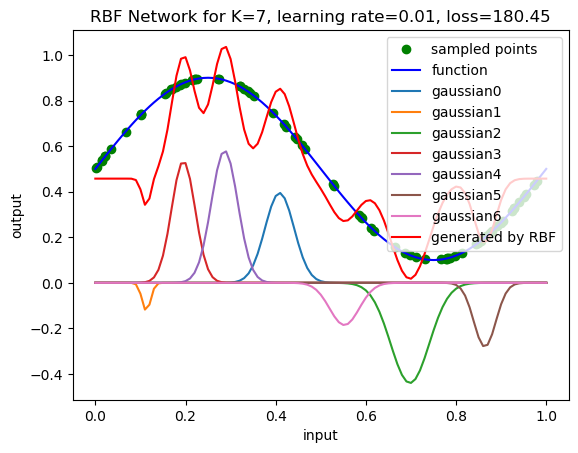 RBF Network for K=7, learning rate=0.01, loss=180.45
1.0
0.8
0.6
0.4
0.2
0.0
−0.2
−0.4
output
sampled points
function
gaussian0
gaussian1
gaussian2
gaussian3
gaussian4
gaussian5
gaussian6
generated by RBF
0.0 0.2 0.4 0.6 0.8 1.0
input